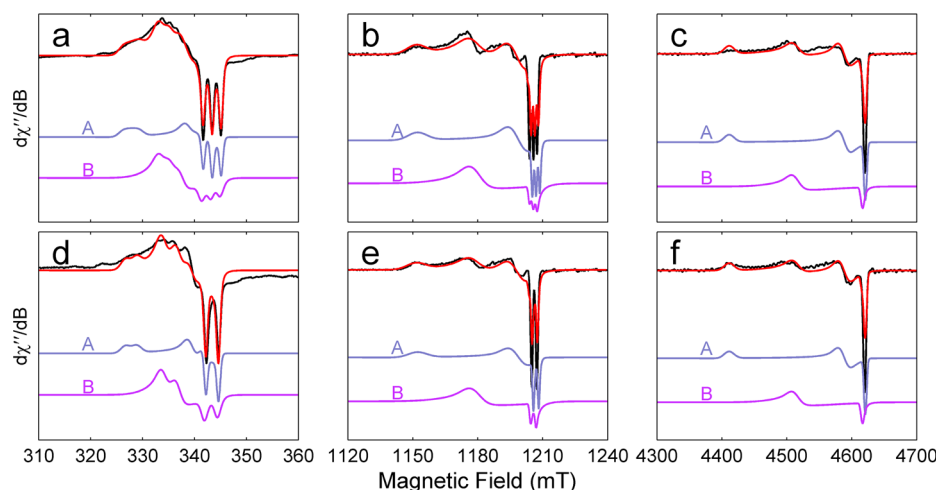 a b c
dχ''/dB
A A A
B B B
d e f
dχ''/dB
A A A
B B B
310 320 330 340 350 360 1120 1150 1180 1210 1240 4300 4400 4500 4600 4700
Magnetic Field (mT)